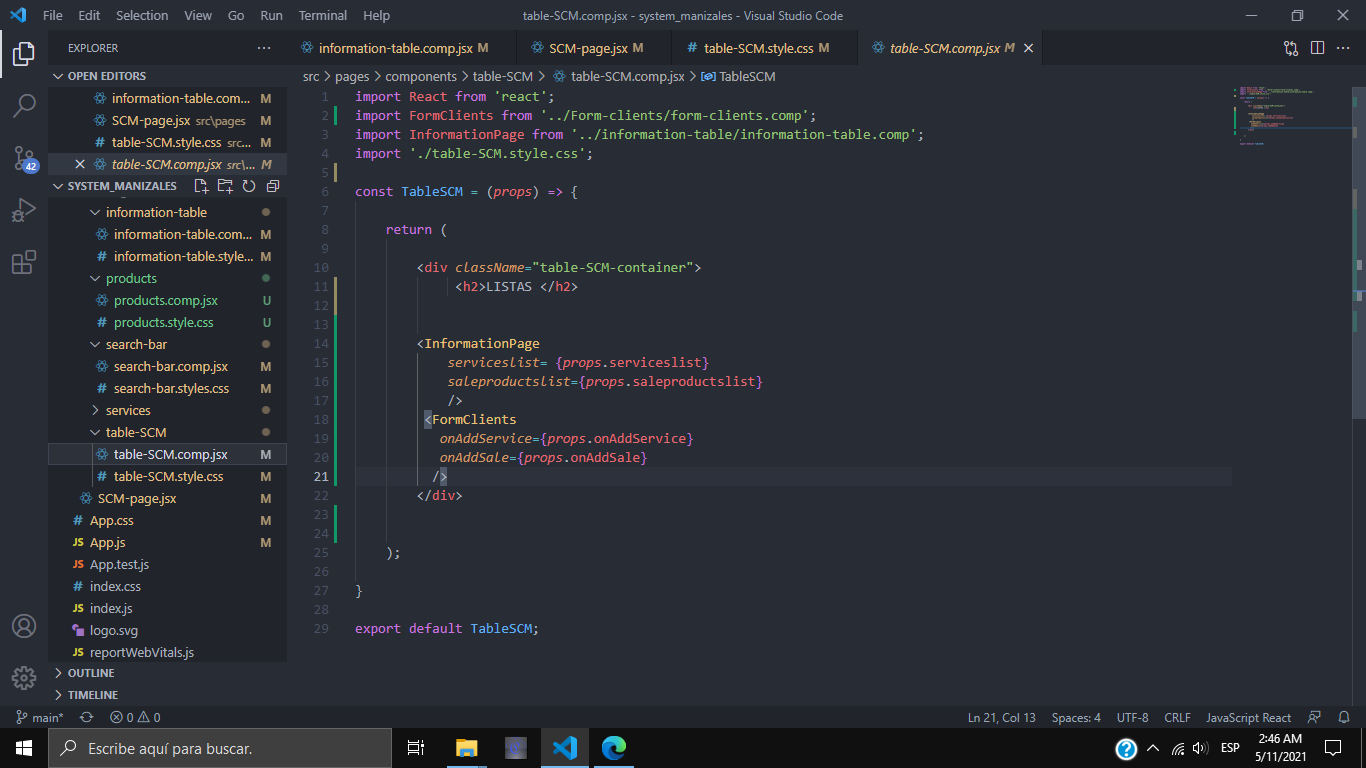 File Edit Selection View Go Run Terminal Help table-SCM.comp.jsx - system_manizales - Visual Studio Code
EXPLORER
information-table.comp.jsx M SCM-page.jsx M # table-SCM.style.css M table-SCM.comp.jsx M
OPEN EDITORS
src > pages > components > table-SCM > table-SCM.comp.jsx > TableSCM
information-table.com... M
SCM-page.jsx src\pages M
# table-SCM.style.css src\... M
table-SCM.comp.jsx src\... M
42
SYSTEM_MANIZALES
information-table
information-table.com... M
# information-table.style... M
products
products.comp.jsx U
# products.style.css U
search-bar
search-bar.comp.jsx M
# search-bar.styles.css M
services
table-SCM
table-SCM.comp.jsx M
# table-SCM.style.css M
SCM-page.jsx M
# App.css M
JS App.js M
JS App.test.js
# index.css
JS index.js
logo.svg
JS reportWebVitals.js
OUTLINE
TIMELINE
1 import React from 'react';
2 import FormClients from '../Form-clients/form-clients.comp';
3 import InformationPage from '../information-table/information-table.comp';
4 import './table-SCM.style.css';
5
6 const TableSCM = (props) => {
7
8 return (
9
10 <div className="table-SCM-container">
11 <h2>LISTAS </h2>
12
13
14 <InformationPage
15 serviceslist= {props.serviceslist}
16 saleproductslist={props.saleproductslist}
17 />
18 <FormClients
19 onAddService={props.onAddService}
20 onAddSale={props.onAddSale}
21 />
22 </div>
23
24
25 );
26
27 }
28
29 export default TableSCM;
main* 0 0 Ln 21, Col 13 Spaces: 4 UTF-8 CRLF JavaScript React
Escribe aquí para buscar.
ESP
2:46 AM
5/11/2021